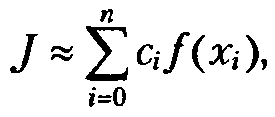 J ≈ ∑_{i=0}^{n} c_i f(x_i),